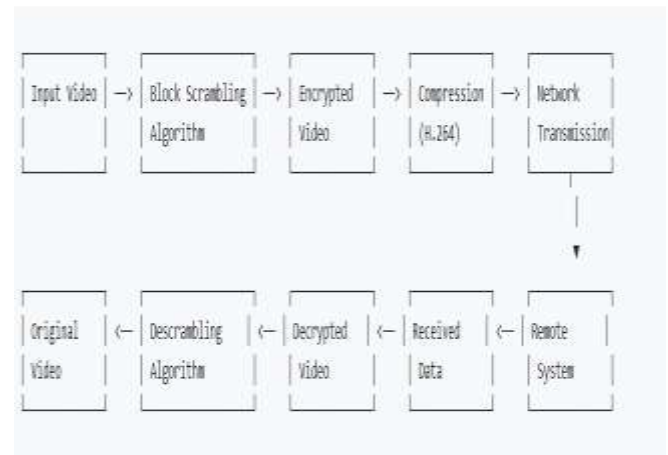 Input Video —> Block Scrambling —> Encrypted —> Compression —> Network
Algorithm Video (H.264) Transmission
Original <— Descrambling <— Decrypted <— Received <— Remote
Video Algorithm Video Data System